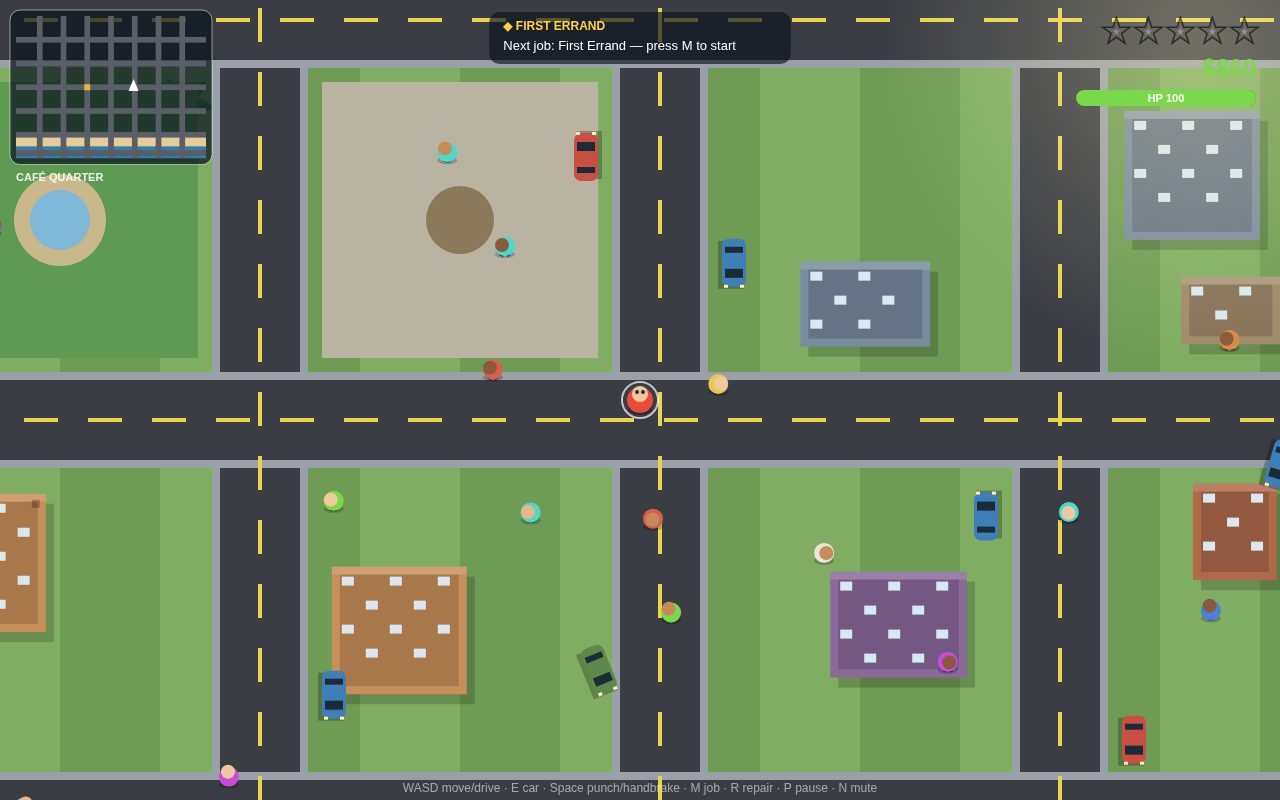 ◆ FIRST ERRAND
Next job: First Errand — press M to start
$860
HP 100
CAFÉ QUARTER
WASD move/drive · E car · Space punch/handbrake · M job · R repair · P pause · N mute